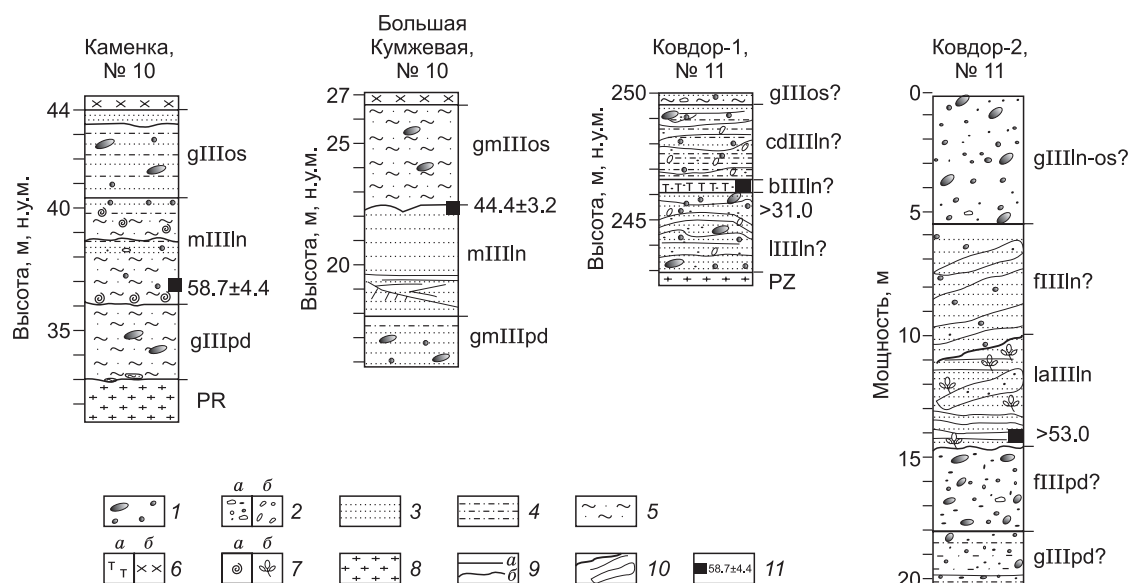 Каменка,
№ 10
Высота, м, н.у.м.
44
40
35
gIIIos
mIIIln
58.7±4.4
gIIIpd
PR
Большая
Кумжевая,
№ 10
Высота, м, н.у.м.
27
25
20
gmIIIos
44.4±3.2
mIIIln
gmIIIpd
Ковдор-1,
№ 11
Высота, м, н.у.м.
250
245
gIIIos?
cdIIIln?
bIIIln?
>31.0
lIIIln?
PZ
Ковдор-2,
№ 11
Мощность, м
0
5
10
15
20
gIIIln-os?
fIIIln?
laIIIln
>53.0
fIIIpd?
gIIIpd?
1
а б 2
3
4
5
а б 6
а б 7
8
а б 9
10
58.7±4.4 11